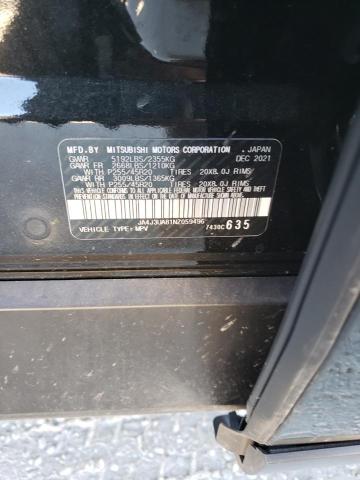 MFD.BY MITSUBISHI MOTORS CORPORATION . JAPAN
GVWR 5192LBS/2355KG DEC 2021
GAWR FR 2668LBS/1210KG
WITH P255/45R20 TIRES 20X8.0J RIMS
GAWR RR 3009LBS/1365KG
WITH P255/45R20 TIRES 20X8.0J RIMS
JA4J3UA81NZ059496
VEHICLE TYPE: MPV 7430C635